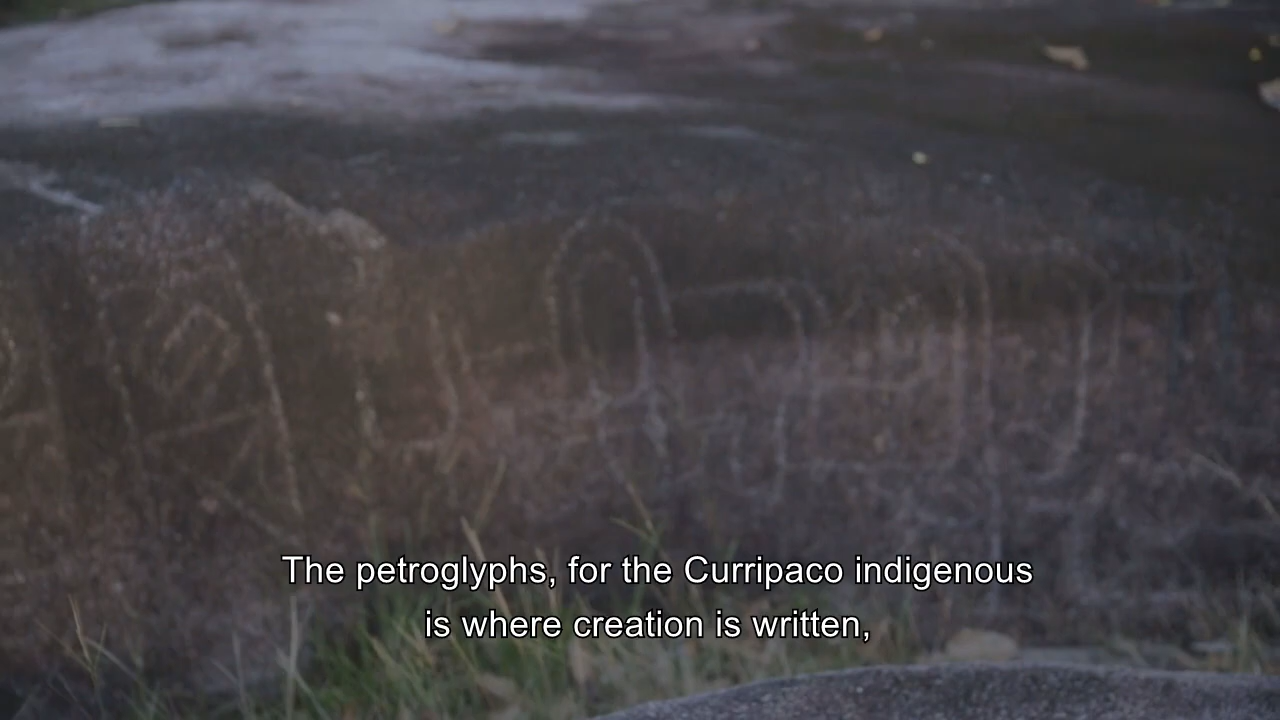 The petroglyphs, for the Curripaco indigenous
is where creation is written,